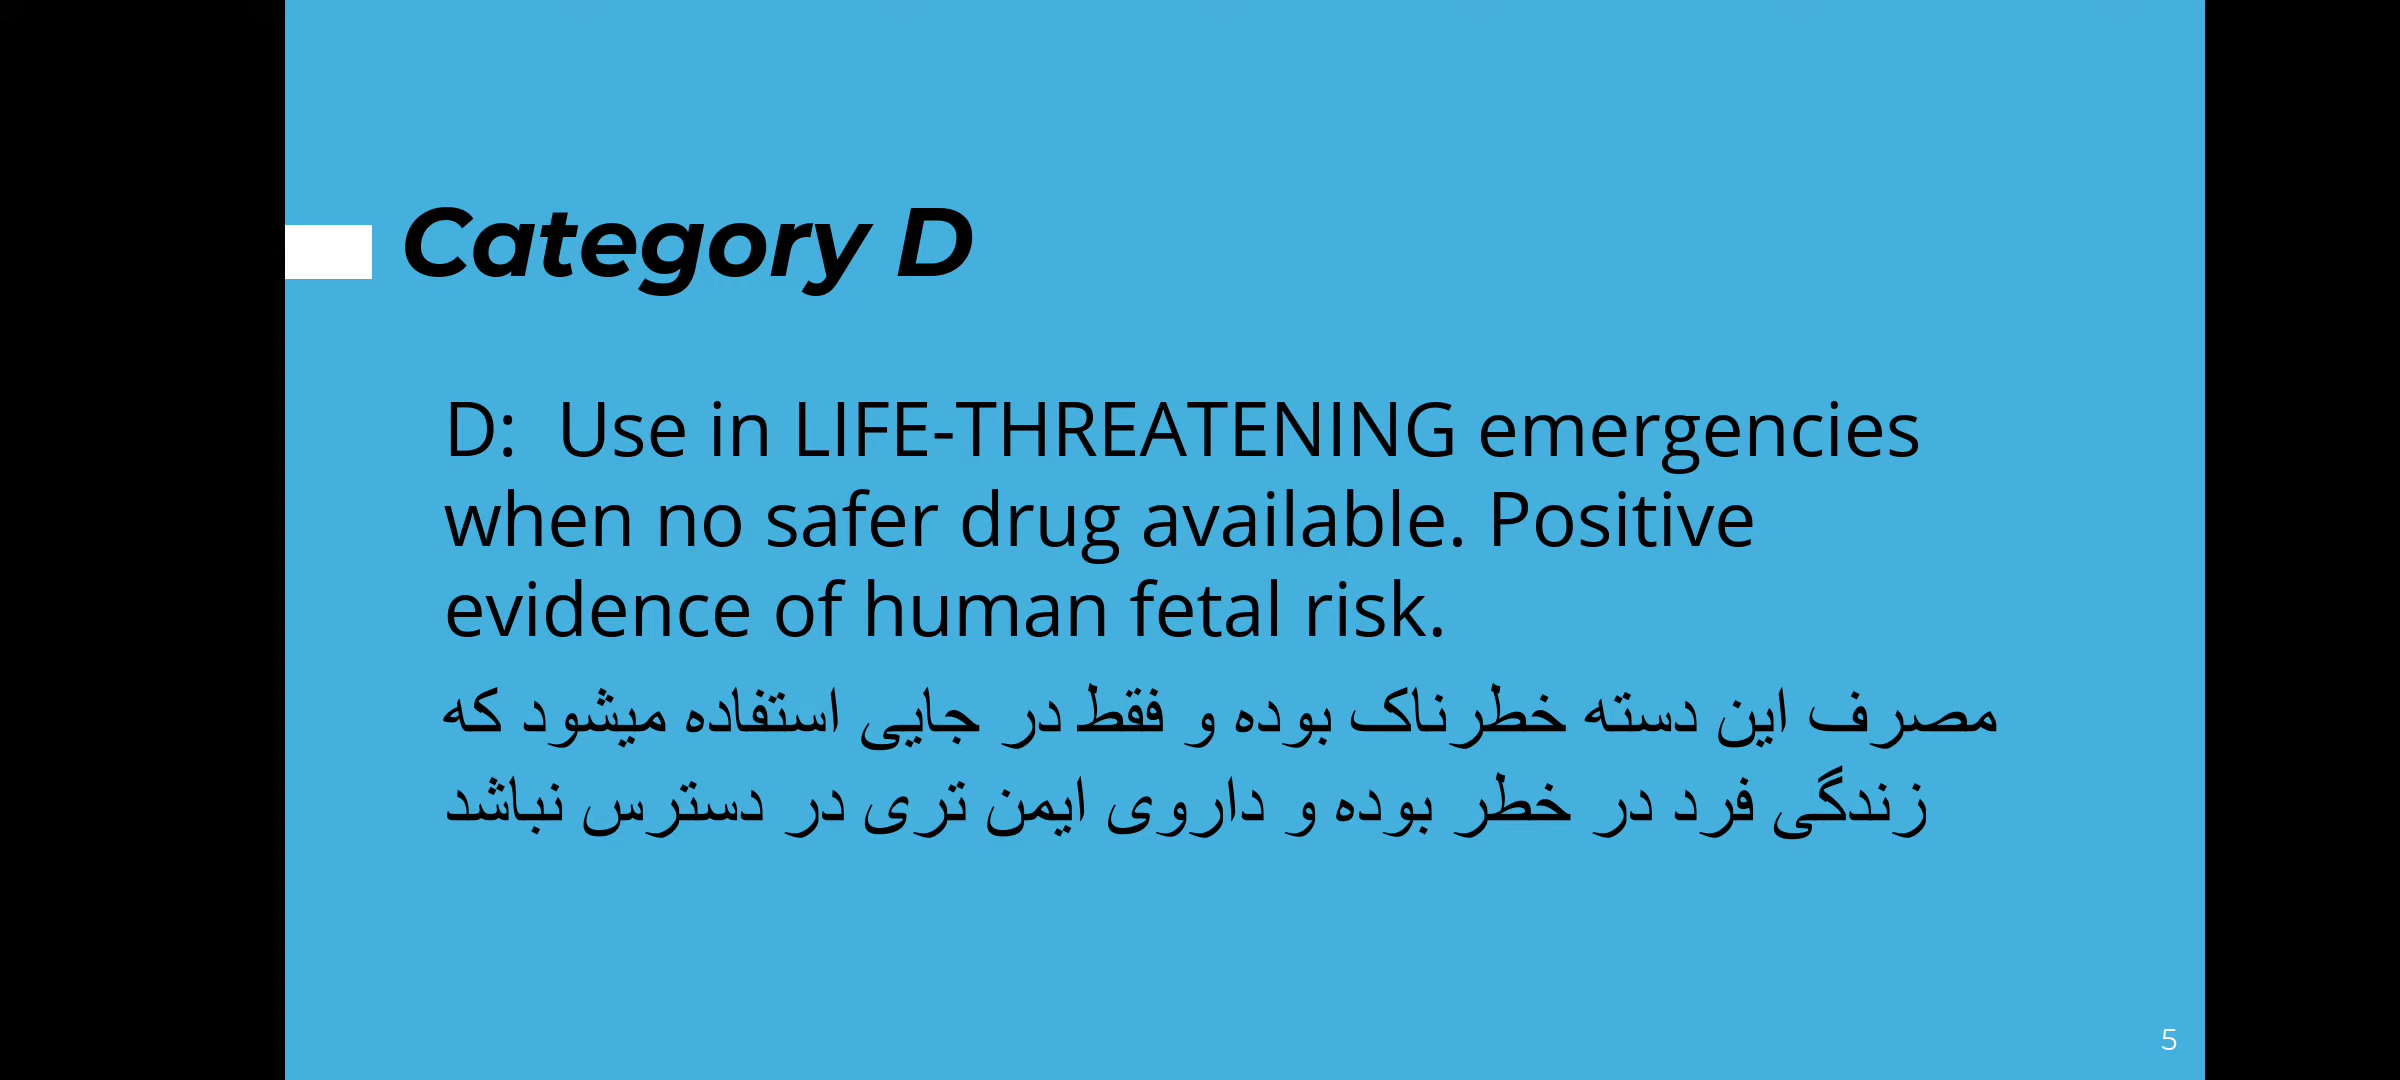 Category D
D: Use in LIFE-THREATENING emergencies
when no safer drug available. Positive
evidence of human fetal risk.
مصرف این دسته خطرناک بوده و فقط در جایی استفاده میشود که
زندگی فرد در خطر بوده و داروی ایمن تری در دسترس نباشد
5